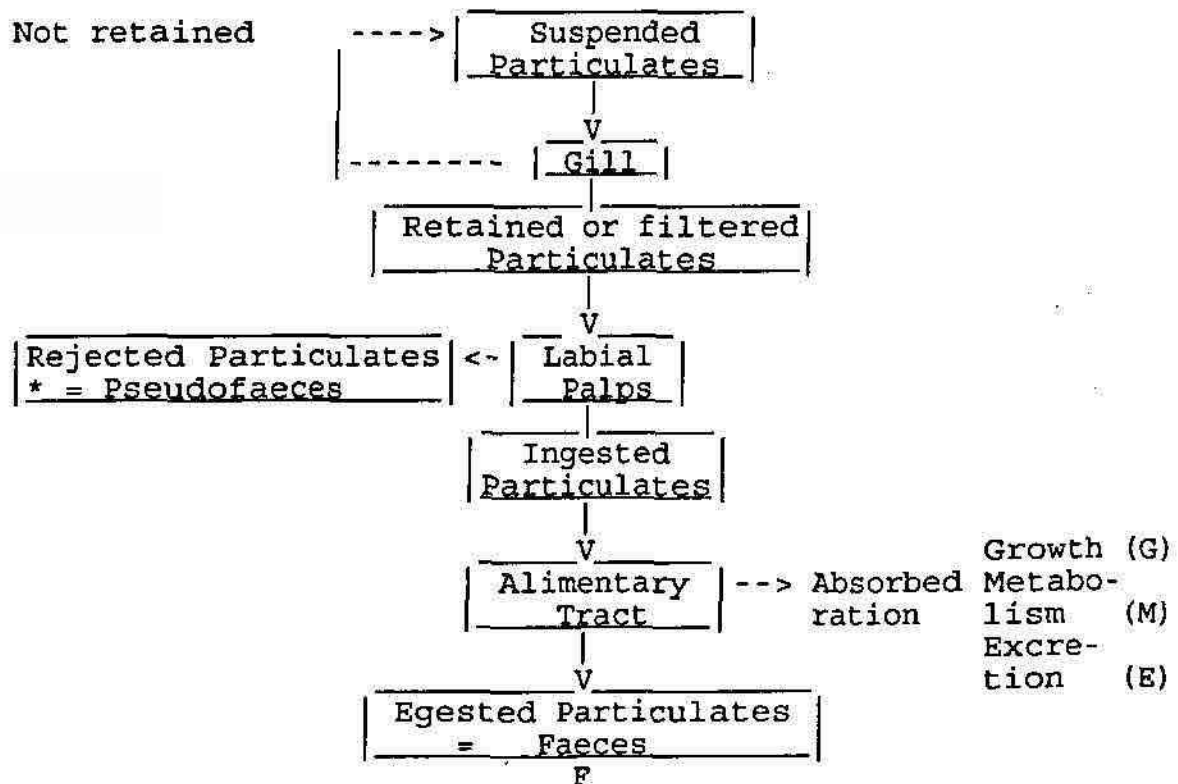 Not retained ----> Suspended
Particulates
V
-------- Gill
Retained or filtered
Particulates
V
Rejected Particulates <- Labial
* = Pseudofaeces Palps
Ingested
Particulates
V
Alimentary --> Absorbed
Tract ration
Growth (G)
Metabo-
lism (M)
Excre-
tion (E)
V
Egested Particulates
= Faeces
F